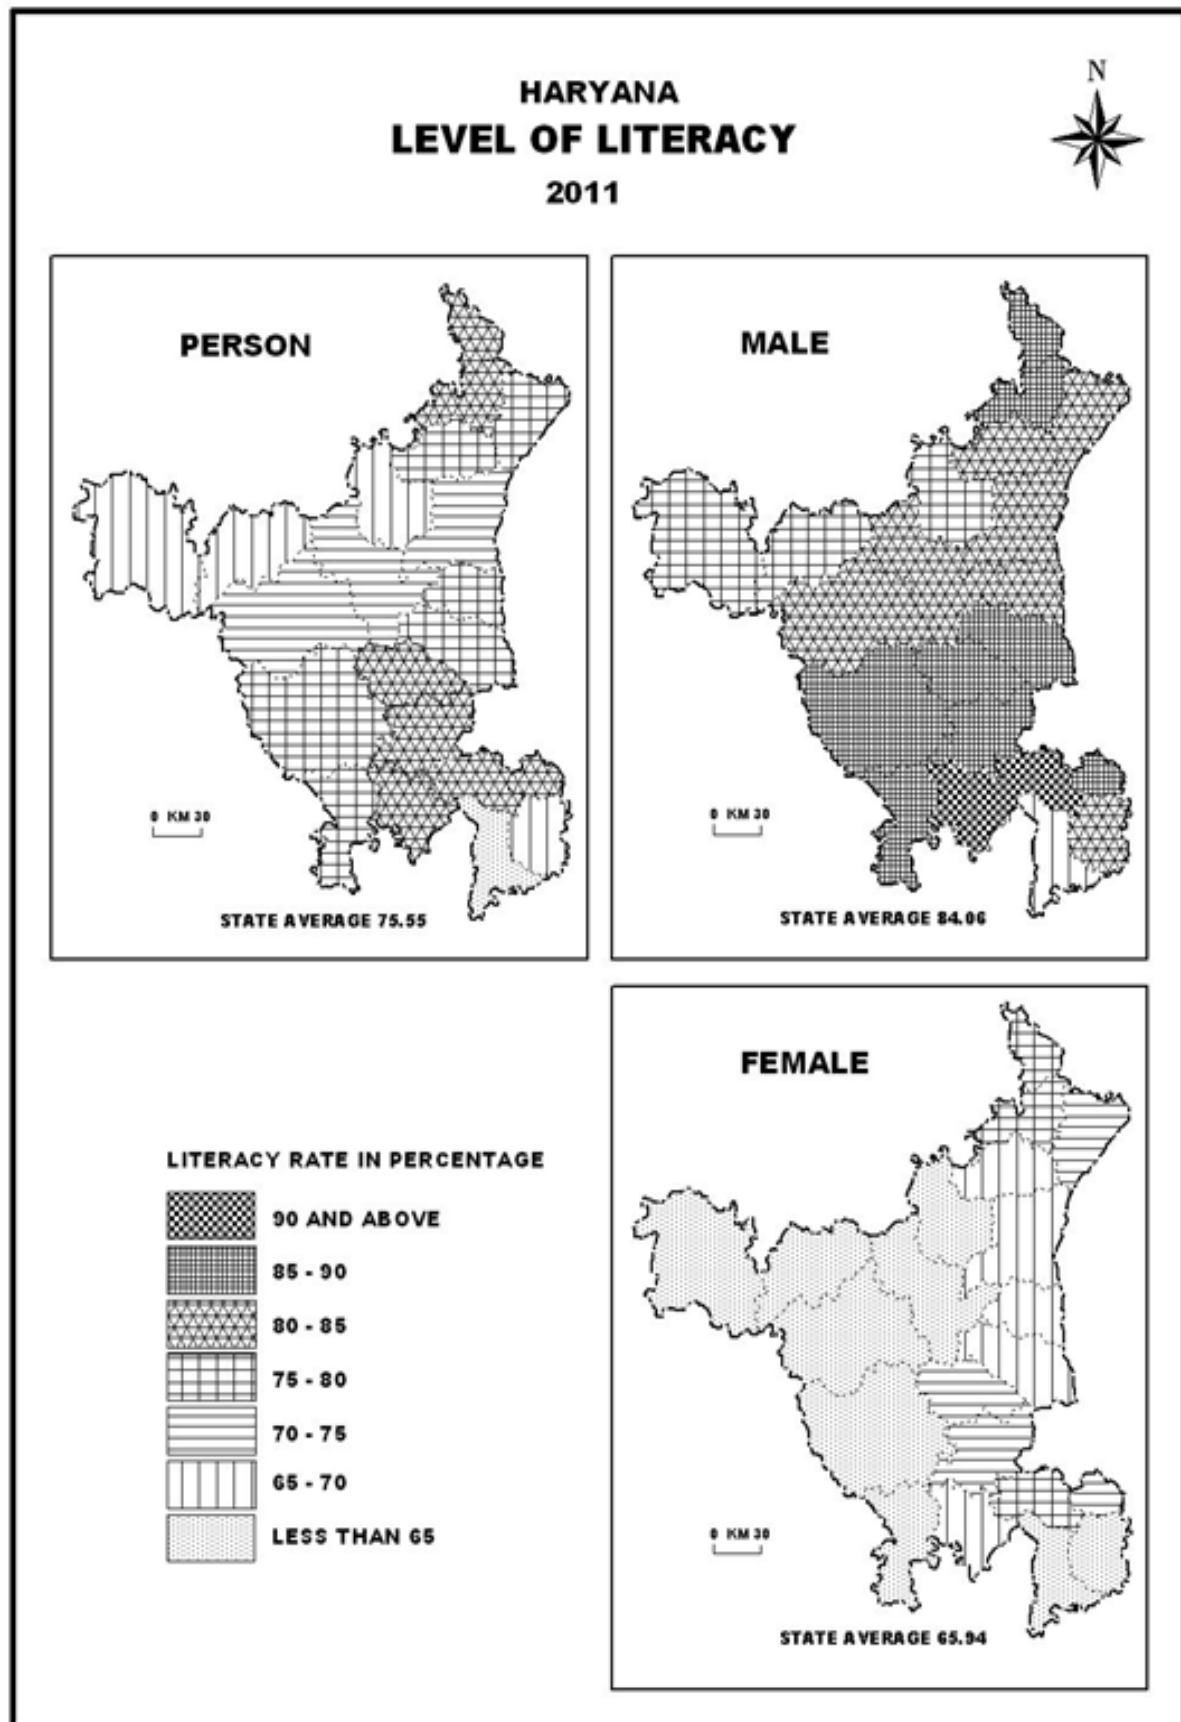 N
HARYANA
LEVEL OF LITERACY
2011
PERSON
0 KM 30
STATE AVERAGE 75.55
MALE
0 KM 30
STATE AVERAGE 84.06
FEMALE
0 KM 30
STATE AVERAGE 65.94
LITERACY RATE IN PERCENTAGE
90 AND ABOVE
85 - 90
80 - 85
75 - 80
70 - 75
65 - 70
LESS THAN 65